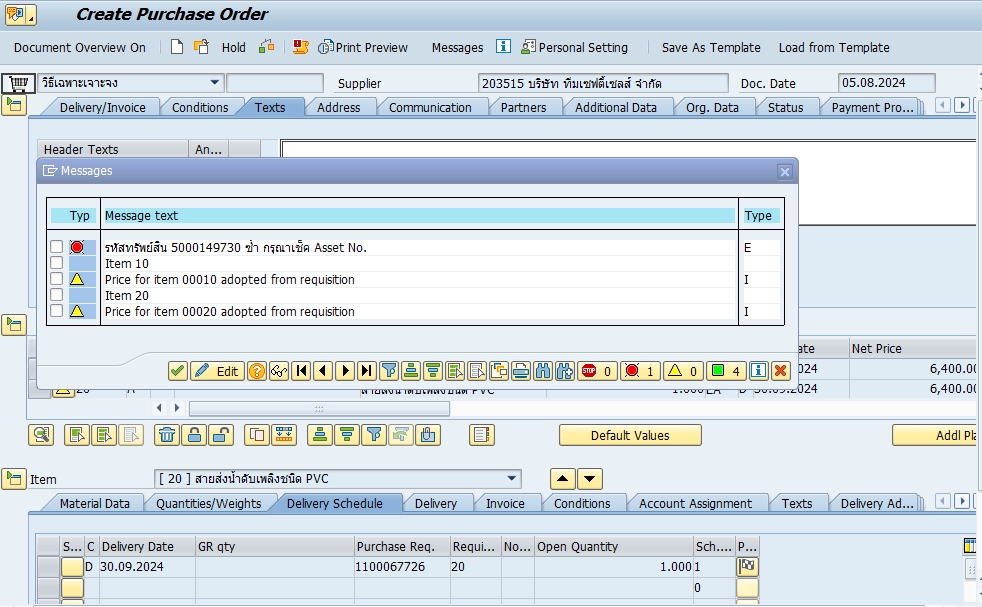 Create Purchase Order
Document Overview On Hold Print Preview Messages Personal Setting Save As Template Load from Template
วิธีเฉพาะเจาะจง Supplier 203515 บริษัท ทีมเซฟตี้เซลส์ จำกัด Doc. Date 05.08.2024
Delivery/Invoice Conditions Texts Address Communication Partners Additional Data Org. Data Status Payment Pro...
Header Texts An...
Messages
Typ Message text Type
รหัสทรัพย์สิน 5000149730 ซ้ำ กรุณาเช็ค Asset No. E
Item 10
Price for item 00010 adopted from requisition I
Item 20
Price for item 00020 adopted from requisition I
ate Net Price
Edit STOP 0 1 0 4
024 6,400.00
20 A สายส่งน้ำดับเพลิงชนิด PVC 1.000 EA D 30.09.2024 6,400.00
Default Values Addl Pla
Item [ 20 ] สายส่งน้ำดับเพลิงชนิด PVC
Material Data Quantities/Weights Delivery Schedule Delivery Invoice Conditions Account Assignment Texts Delivery Ad...
S... C Delivery Date GR qty Purchase Req. Requi... No... Open Quantity Sch.... P...
D 30.09.2024 1100067726 20 1.000 1
0